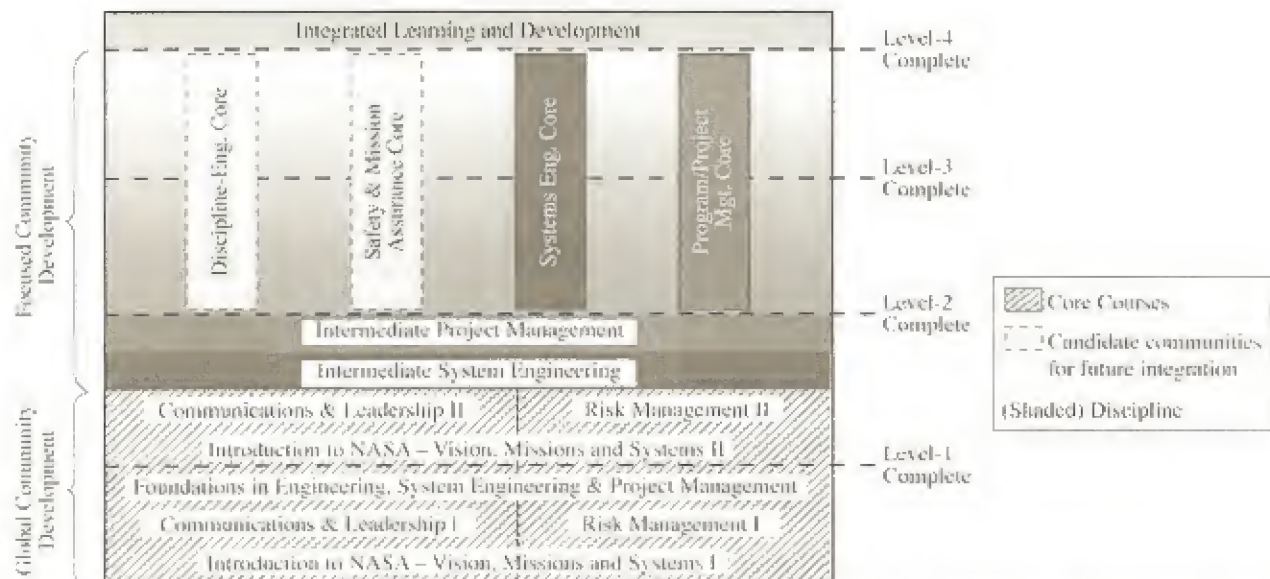 Integrated Learning and Development
Level-4
Complete
Focused Community
Development
Discipline-Eng. Core
Safety & Mission
Assurance Core
Systems Eng. Core
Program/Project
Mgt. Core
Level-3
Complete
Level-2
Complete
Intermediate Project Management
Intermediate System Engineering
Global Community
Development
Communications & Leadership II
Risk Management II
Introduction to NASA – Vision, Missions and Systems II
Level-1
Complete
Foundations in Engineering, System Engineering & Project Management
Communications & Leadership I
Risk Management I
Introduction to NASA – Vision, Missions and Systems I
Core Courses
Candidate communities
for future integration
(Shaded) Discipline